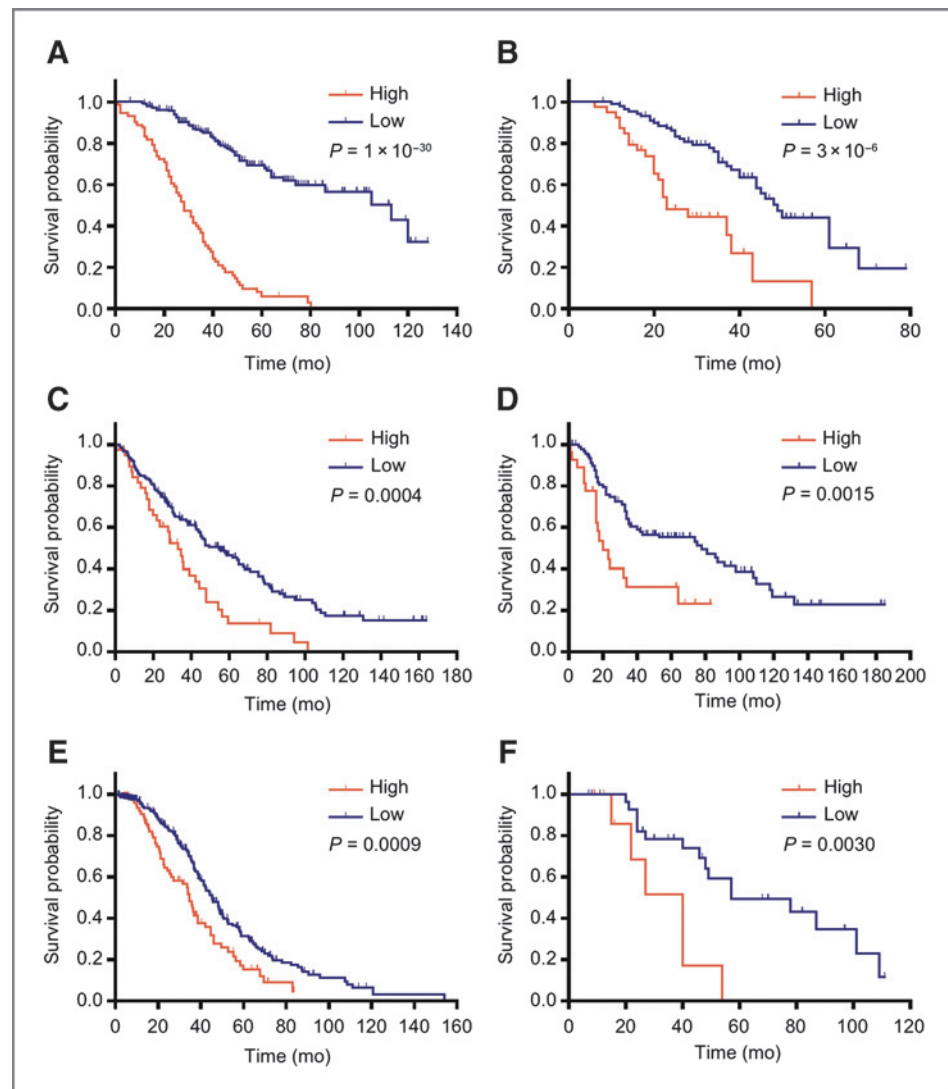 A
Survival probability
1.0
0.8
0.6
0.4
0.2
0.0
High
Low
P = 1 × 10⁻³⁰
0 20 40 60 80 100 120 140
Time (mo)
B
Survival probability
1.0
0.8
0.6
0.4
0.2
0.0
High
Low
P = 3 × 10⁻⁶
0 20 40 60 80
Time (mo)
C
Survival probability
1.0
0.8
0.6
0.4
0.2
0.0
High
Low
P = 0.0004
0 20 40 60 80 100 120 140 160 180
Time (mo)
D
Survival probability
1.0
0.8
0.6
0.4
0.2
0.0
High
Low
P = 0.0015
0 20 40 60 80 100 120 140 160 180 200
Time (mo)
E
Survival probability
1.0
0.8
0.6
0.4
0.2
0.0
High
Low
P = 0.0009
0 20 40 60 80 100 120 140 160
Time (mo)
F
Survival probability
1.0
0.8
0.6
0.4
0.2
0.0
High
Low
P = 0.0030
0 20 40 60 80 100 120
Time (mo)